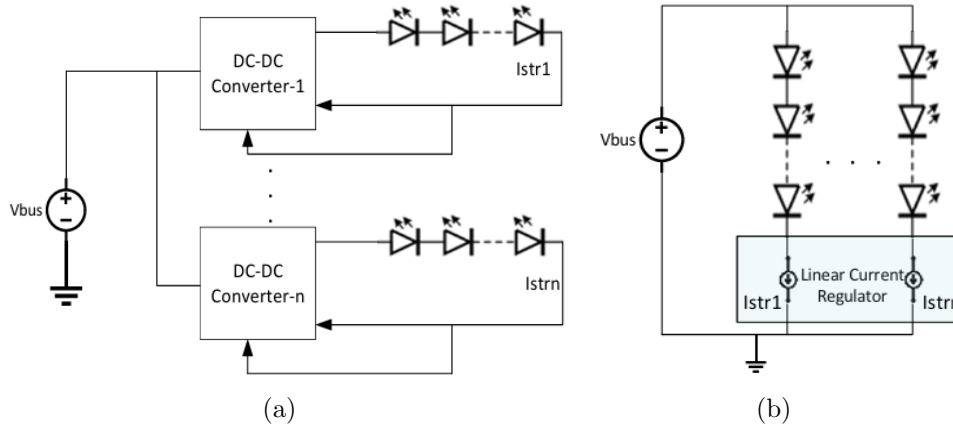 DC-DC
Converter-1
Istr1
Vbus
+
−
. . .
DC-DC
Converter-n
Istrn
(a)
Vbus
+
−
. . .
Linear Current
Regulator
Istr1
(b)